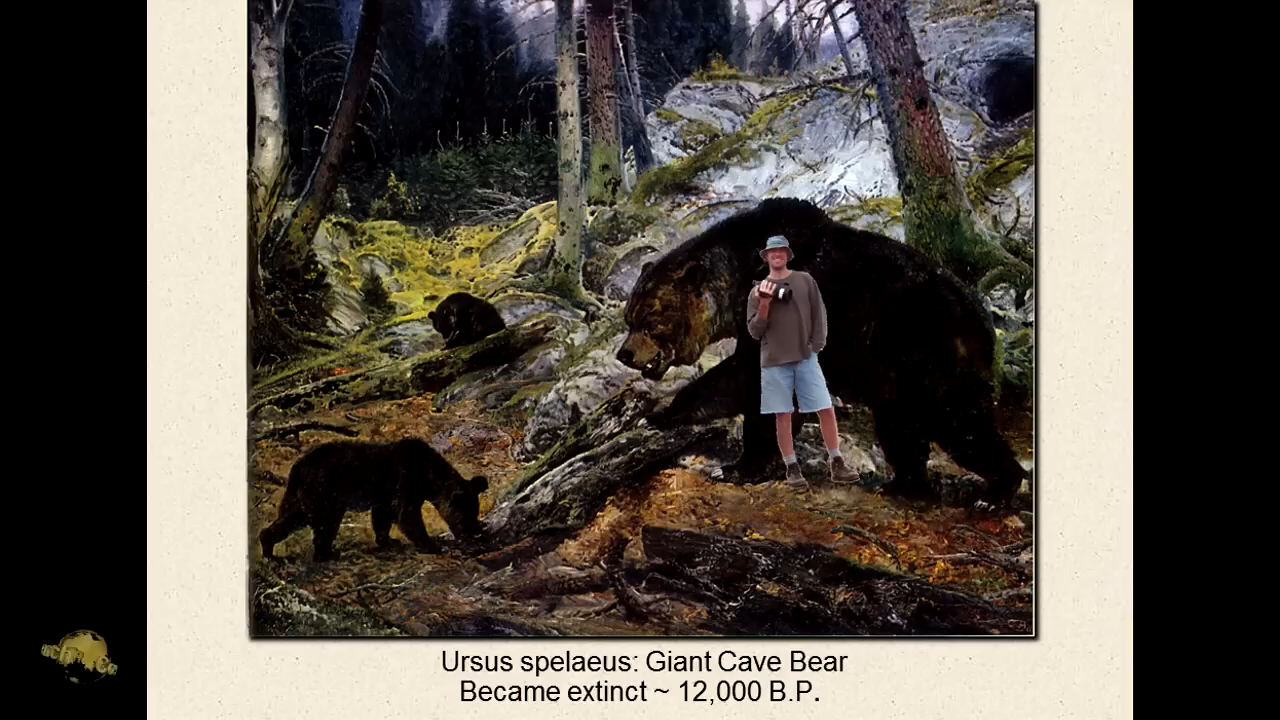 Ursus spelaeus: Giant Cave Bear
Became extinct ~ 12,000 B.P.